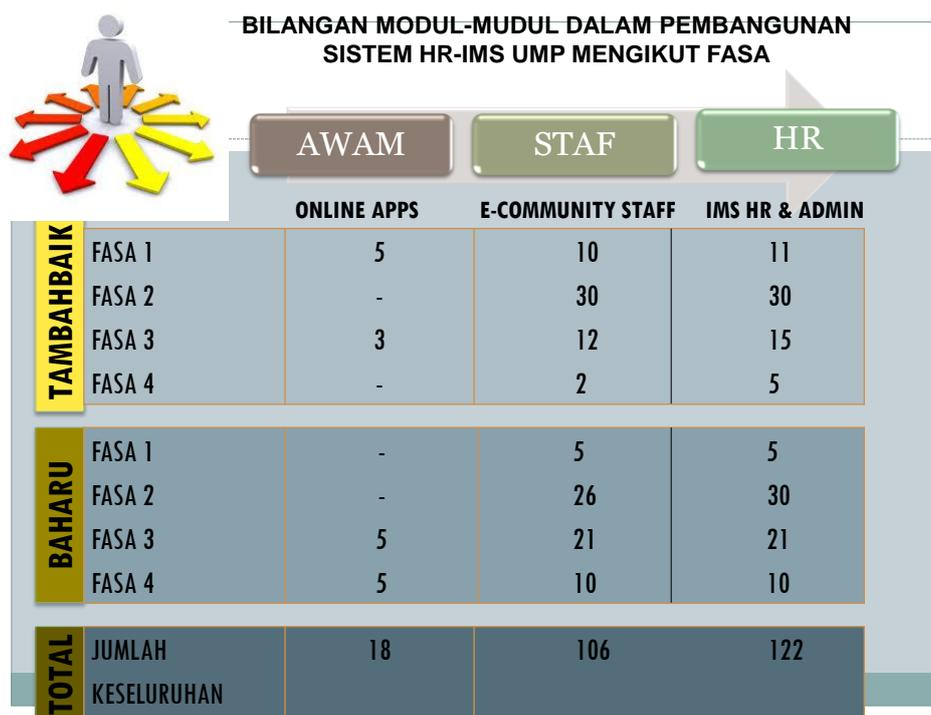 BILANGAN MODUL-MUDUL DALAM PEMBANGUNAN
SISTEM HR-IMS UMP MENGIKUT FASA
AWAM STAF HR
ONLINE APPS E-COMMUNITY STAFF IMS HR & ADMIN
TAMBAHBAIK
FASA 1 5 10 11
FASA 2 - 30 30
FASA 3 3 12 15
FASA 4 - 2 5
BAHARU
FASA 1 - 5 5
FASA 2 - 26 30
FASA 3 5 21 21
FASA 4 5 10 10
TOTAL
JUMLAH 18 106 122
KESELURUHAN